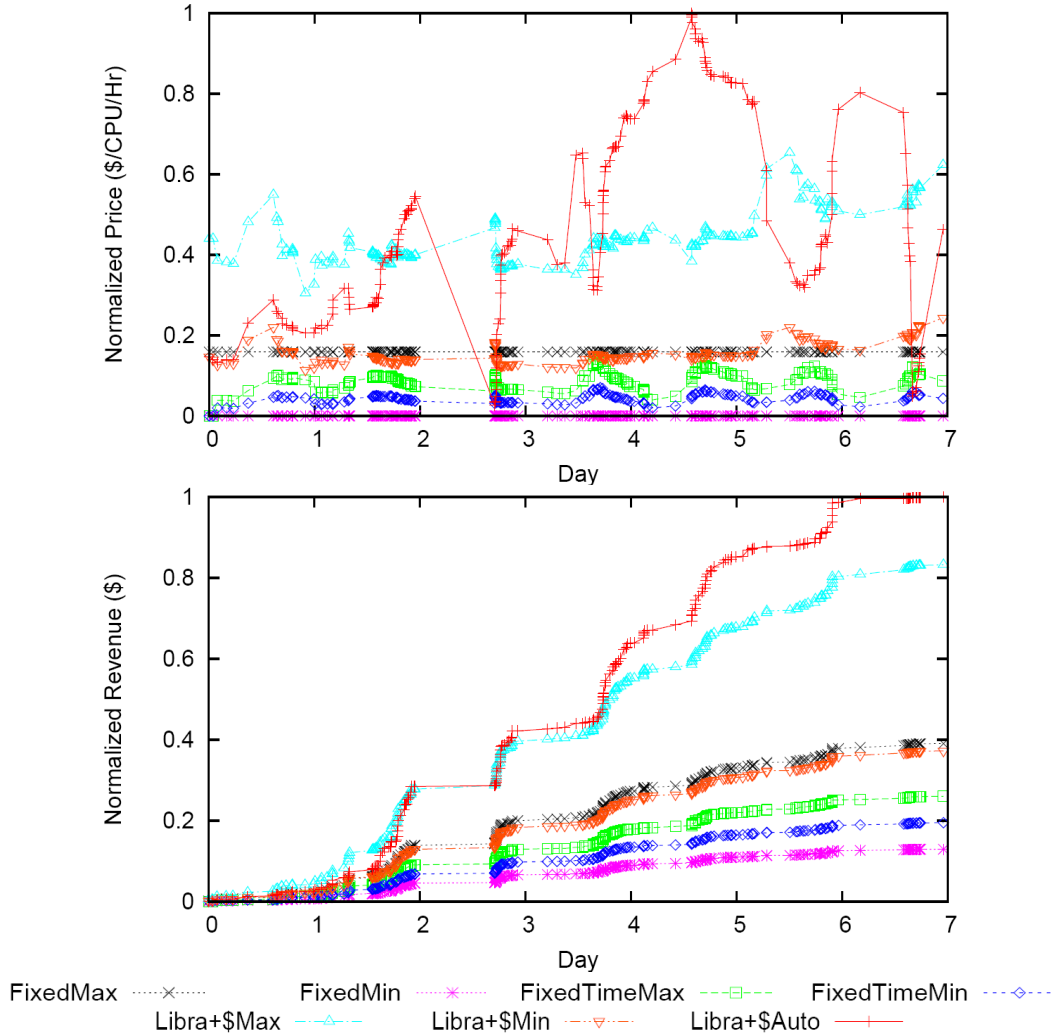 1
0.8
0.6
0.4
0.2
0
Normalized Price ($/CPU/Hr)
0 1 2 3 4 5 6 7
Day
1
0.8
0.6
0.4
0.2
0
Normalized Revenue ($)
0 1 2 3 4 5 6 7
Day
FixedMax FixedMin FixedTimeMax FixedTimeMin
Libra+$Max Libra+$Min Libra+$Auto